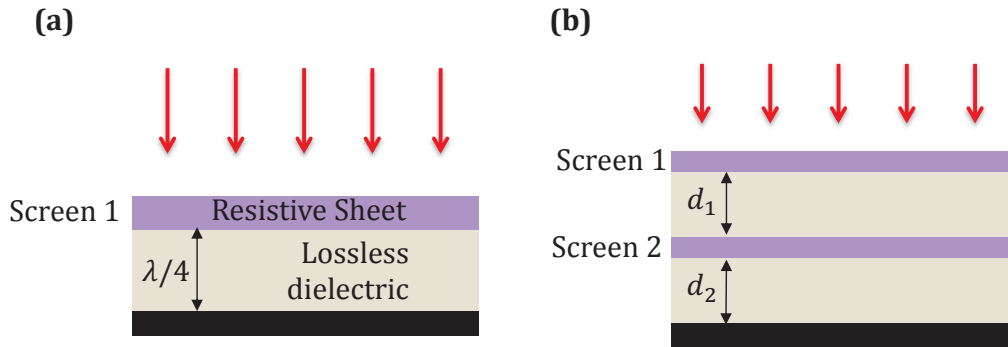 (a)
Screen 1
Resistive Sheet
λ/4
Lossless
dielectric
(b)
Screen 1
d₁
Screen 2
d₂